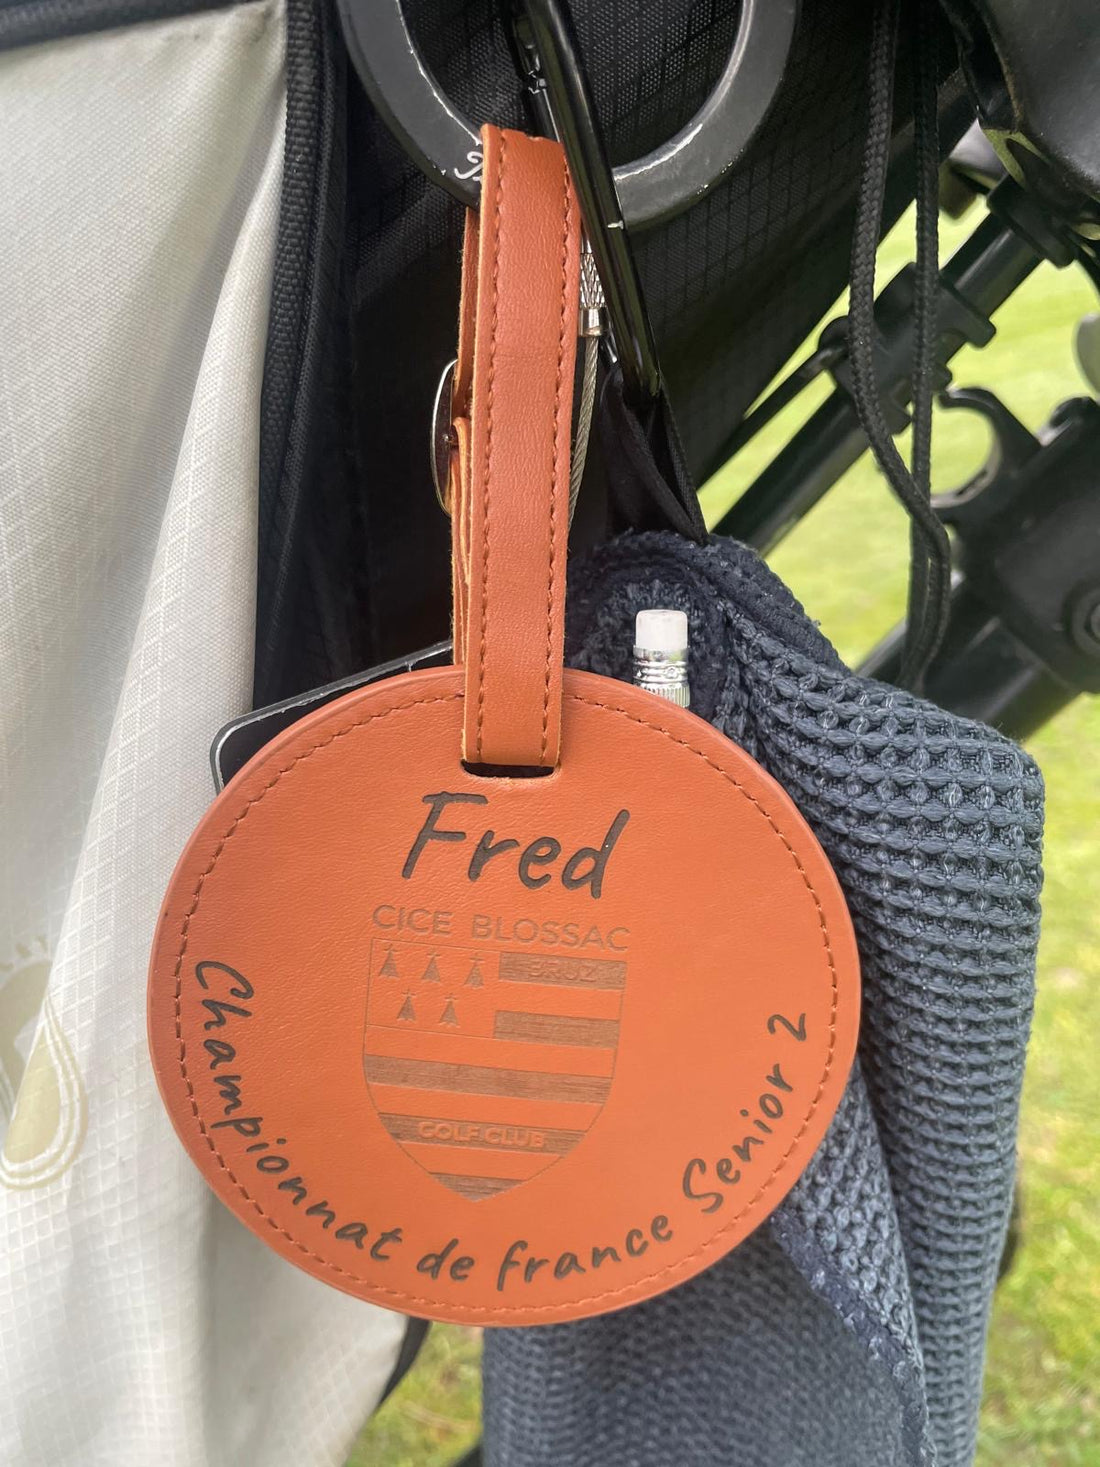 Fred
CICE BLOSSAC
BRUZ
GOLF CLUB
Championnat de france Senior 2